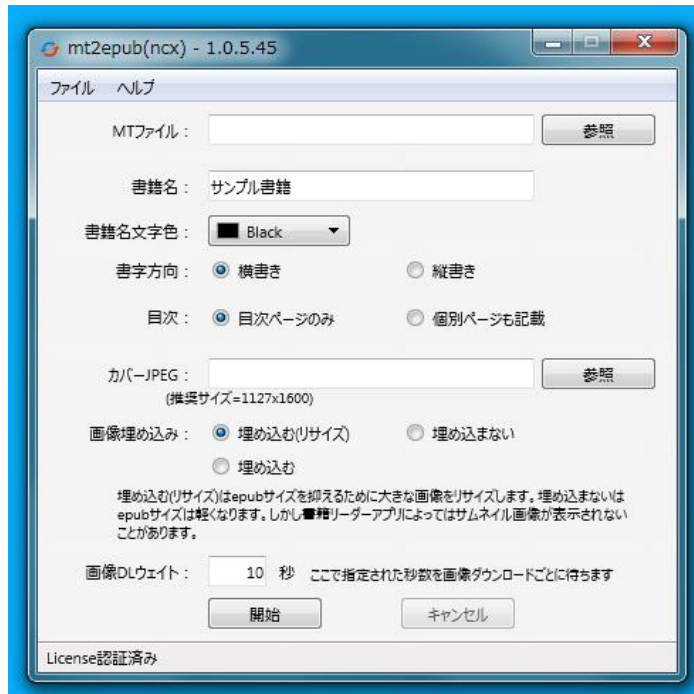 mt2epub(ncx) - 1.0.5.45
ファイル ヘルプ
MTファイル : 参照
書籍名 : サンプル書籍
書籍名文字色 : Black
書字方向 : 横書き 縦書き
目次 : 目次ページのみ 個別ページも記載
カバーJPEG : 参照
(推奨サイズ=1127x1600)
画像埋め込み : 埋め込む(リサイズ) 埋め込まない
埋め込む
埋め込む(リサイズ)はepubサイズを抑えるために大きな画像をリサイズします。埋め込まないは
epubサイズは軽くなります。しかし書籍リーダーアプリによってはサムネイル画像が表示されない
ことがあります。
画像DLウェイト : 10 秒 ここで指定された秒数を画像ダウンロードごとに待ちます
開始 キャンセル
License認証済み